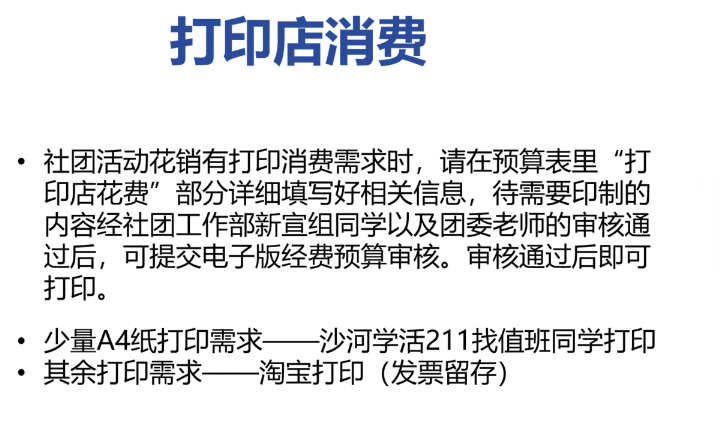 打印店消费
• 社团活动花销有打印消费需求时，请在预算表里“打
印店花费”部分详细填写好相关信息，待需要印制的
内容经社团工作部新宣组同学以及团委老师的审核通
过后，可提交电子版经费预算审核。审核通过后即可
打印。
• 少量A4纸打印需求——沙河学活211找值班同学打印
• 其余打印需求——淘宝打印（发票留存）